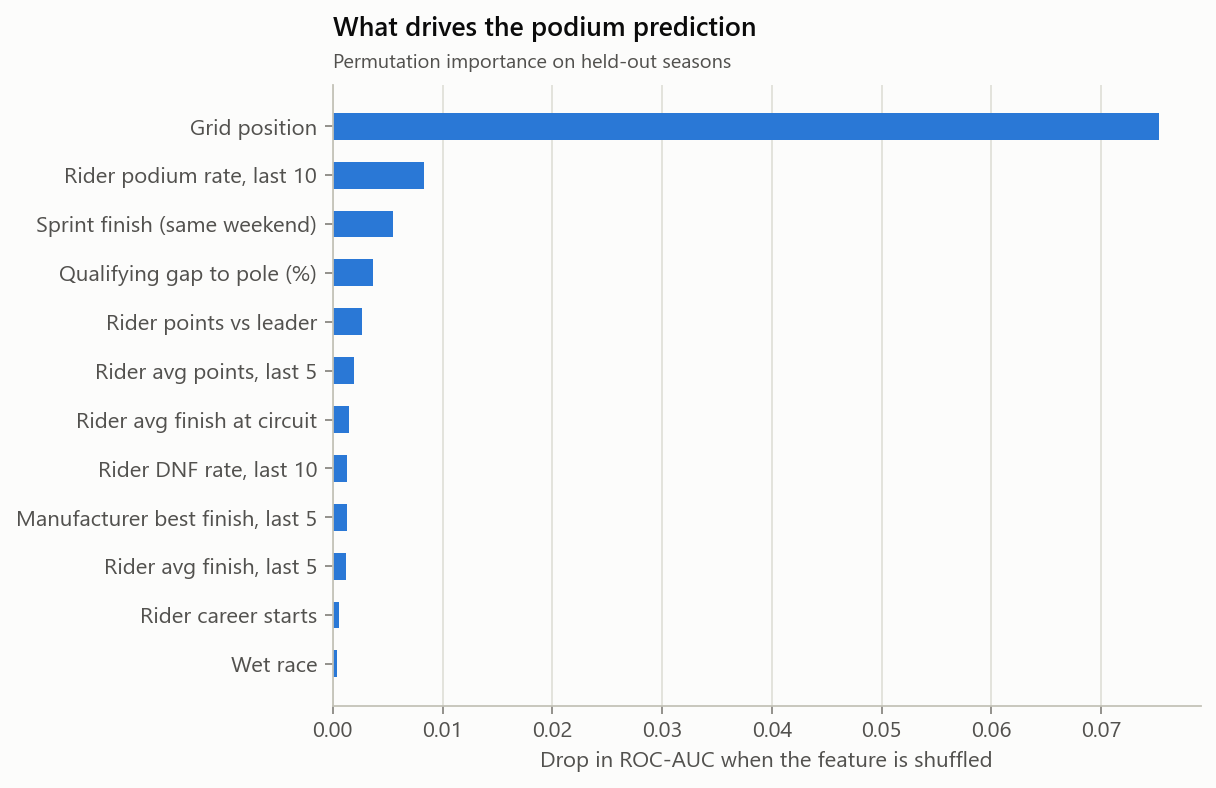 What drives the podium prediction
Permutation importance on held-out seasons
Grid position
Rider podium rate, last 10
Sprint finish (same weekend)
Qualifying gap to pole (%)
Rider points vs leader
Rider avg points, last 5
Rider avg finish at circuit
Rider DNF rate, last 10
Manufacturer best finish, last 5
Rider avg finish, last 5
Rider career starts
Wet race
0.00 0.01 0.02 0.03 0.04 0.05 0.06 0.07
Drop in ROC-AUC when the feature is shuffled